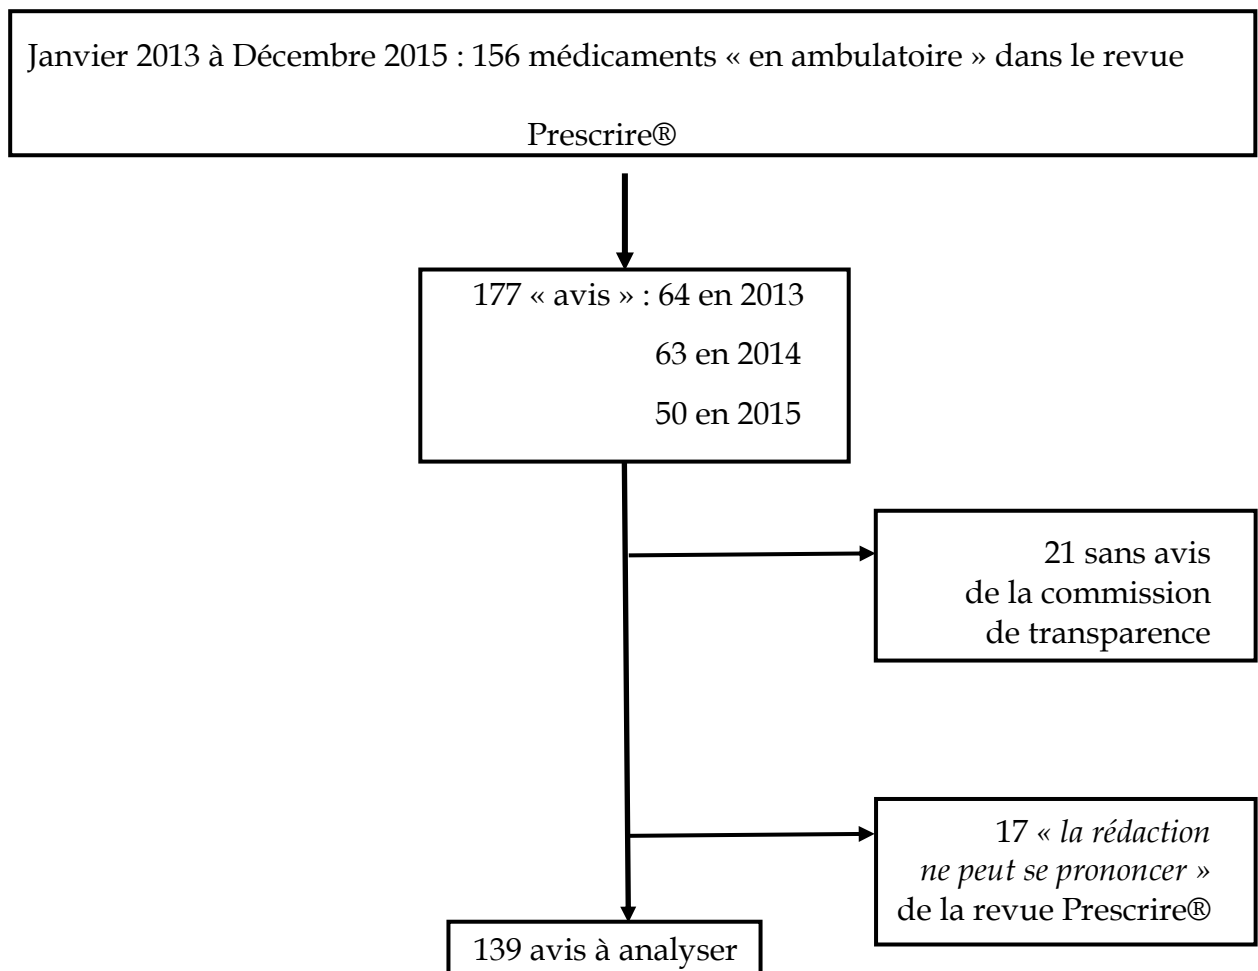 Janvier 2013 à Décembre 2015 : 156 médicaments « en ambulatoire » dans le revue
Prescrire®
177 « avis » : 64 en 2013
63 en 2014
50 en 2015
21 sans avis
de la commission
de transparence
17 « la rédaction
ne peut se prononcer »
de la revue Prescrire®
139 avis à analyser